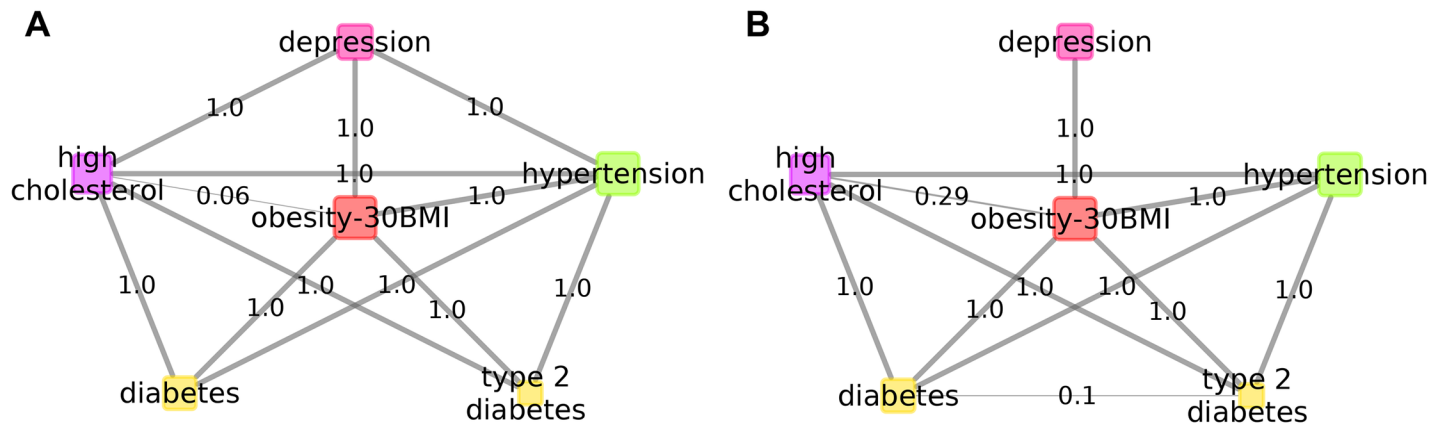 A
depression
1.0
1.0
1.0
high
cholesterol
1.0
hypertension
0.06
1.0
obesity-30BMI
1.0
1.0
1.0
1.0
1.0
1.0
diabetes
type 2
diabetes
B
depression
1.0
high
cholesterol
1.0
hypertension
0.29
1.0
obesity-30BMI
1.0
1.0
1.0
1.0
1.0
1.0
diabetes
0.1
type 2
diabetes